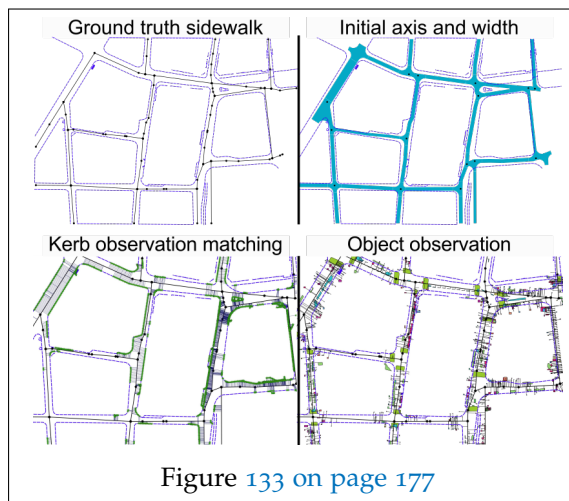 Ground truth sidewalk
Initial axis and width
Kerb observation matching
Object observation
Figure 133 on page 177